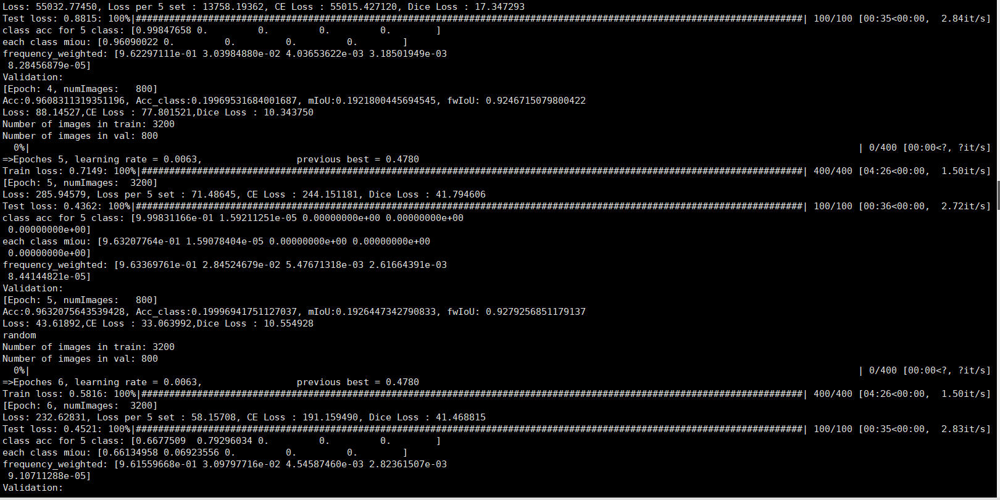 Loss: 55032.77450, Loss per 5 set : 13758.19362, CE Loss : 55015.427120, Dice Loss : 17.347293
Test loss: 0.8815: 100%|########################################################################################################################| 100/100 [00:35<00:00,  2.84it/s]
class acc for 5 class: [0.99847658 0.         0.         0.         0.        ]
each class miou: [0.96090022 0.         0.         0.         0.        ]
frequency_weighted: [9.62297111e-01 3.03984880e-02 4.03653622e-03 3.18501949e-03
 8.28456879e-05]
Validation:
[Epoch: 4, numImages:   800]
Acc:0.9608311319351196, Acc_class:0.19969531684001687, mIoU:0.1921800445694545, fwIoU: 0.9246715079800422
Loss: 88.14527,CE Loss : 77.801521,Dice Loss : 10.343750
Number of images in train: 3200
Number of images in val: 800
  0%|                                                                                                                                                     | 0/400 [00:00<?, ?it/s]
=>Epoches 5, learning rate = 0.0063,                 previous best = 0.4780
Train loss: 0.7149: 100%|#######################################################################################################################| 400/400 [04:26<00:00,  1.50it/s]
[Epoch: 5, numImages:  3200]
Loss: 285.94579, Loss per 5 set : 71.48645, CE Loss : 244.151181, Dice Loss : 41.794606
Test loss: 0.4362: 100%|########################################################################################################################| 100/100 [00:36<00:00,  2.72it/s]
class acc for 5 class: [9.99831166e-01 1.59211251e-05 0.00000000e+00 0.00000000e+00
 0.00000000e+00]
each class miou: [9.63207764e-01 1.59078404e-05 0.00000000e+00 0.00000000e+00
 0.00000000e+00]
frequency_weighted: [9.63369761e-01 2.84524679e-02 5.47671318e-03 2.61664391e-03
 8.44144821e-05]
Validation:
[Epoch: 5, numImages:   800]
Acc:0.9632075643539428, Acc_class:0.19996941751127037, mIoU:0.1926447342790833, fwIoU: 0.9279256851179137
Loss: 43.61892,CE Loss : 33.063992,Dice Loss : 10.554928
random
Number of images in train: 3200
Number of images in val: 800
  0%|                                                                                                                                                     | 0/400 [00:00<?, ?it/s]
=>Epoches 6, learning rate = 0.0063,                 previous best = 0.4780
Train loss: 0.5816: 100%|#######################################################################################################################| 400/400 [04:26<00:00,  1.50it/s]
[Epoch: 6, numImages:  3200]
Loss: 232.62831, Loss per 5 set : 58.15708, CE Loss : 191.159490, Dice Loss : 41.468815
Test loss: 0.4521: 100%|########################################################################################################################| 100/100 [00:35<00:00,  2.83it/s]
class acc for 5 class: [0.6677509  0.79296034 0.         0.         0.        ]
each class miou: [0.66134958 0.06923556 0.         0.         0.        ]
frequency_weighted: [9.61559668e-01 3.09797716e-02 4.54587460e-03 2.82361507e-03
 9.10711288e-05]
Validation: